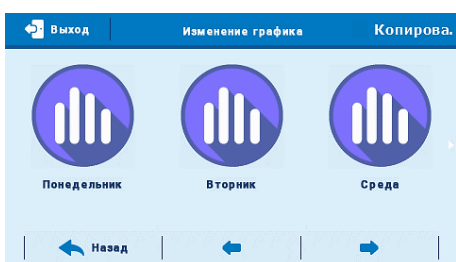 Выход
Изменение графика
Копирова.
Понедельник
Вторник
Среда
Назад